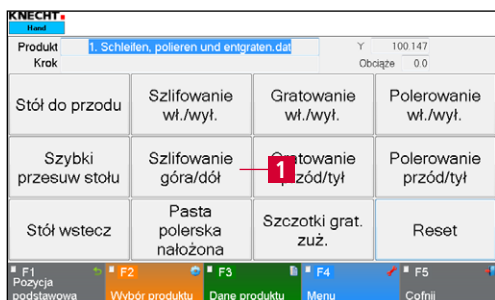 KNECHT
Hand
Produkt 1. Schleifen, polieren und entgraten.dat Y 100.147
Krok Obciąże 0.0
Stół do przodu
Szlifowanie
wł./wył.
Gratowanie
wł./wył.
Polerowanie
wł./wył.
Szybki
przesuw stołu
Szlifowanie
góra/dół
1
Polerowanie
przód/tył
Stół wstecz
Pasta
polerska
nałożona
Szczotki grat.
zuż.
Reset
F1
Pozycja
podstawowa
F2
Wybór produktu
F3
Dane produktu
F4
Menu
F5
Cofnij